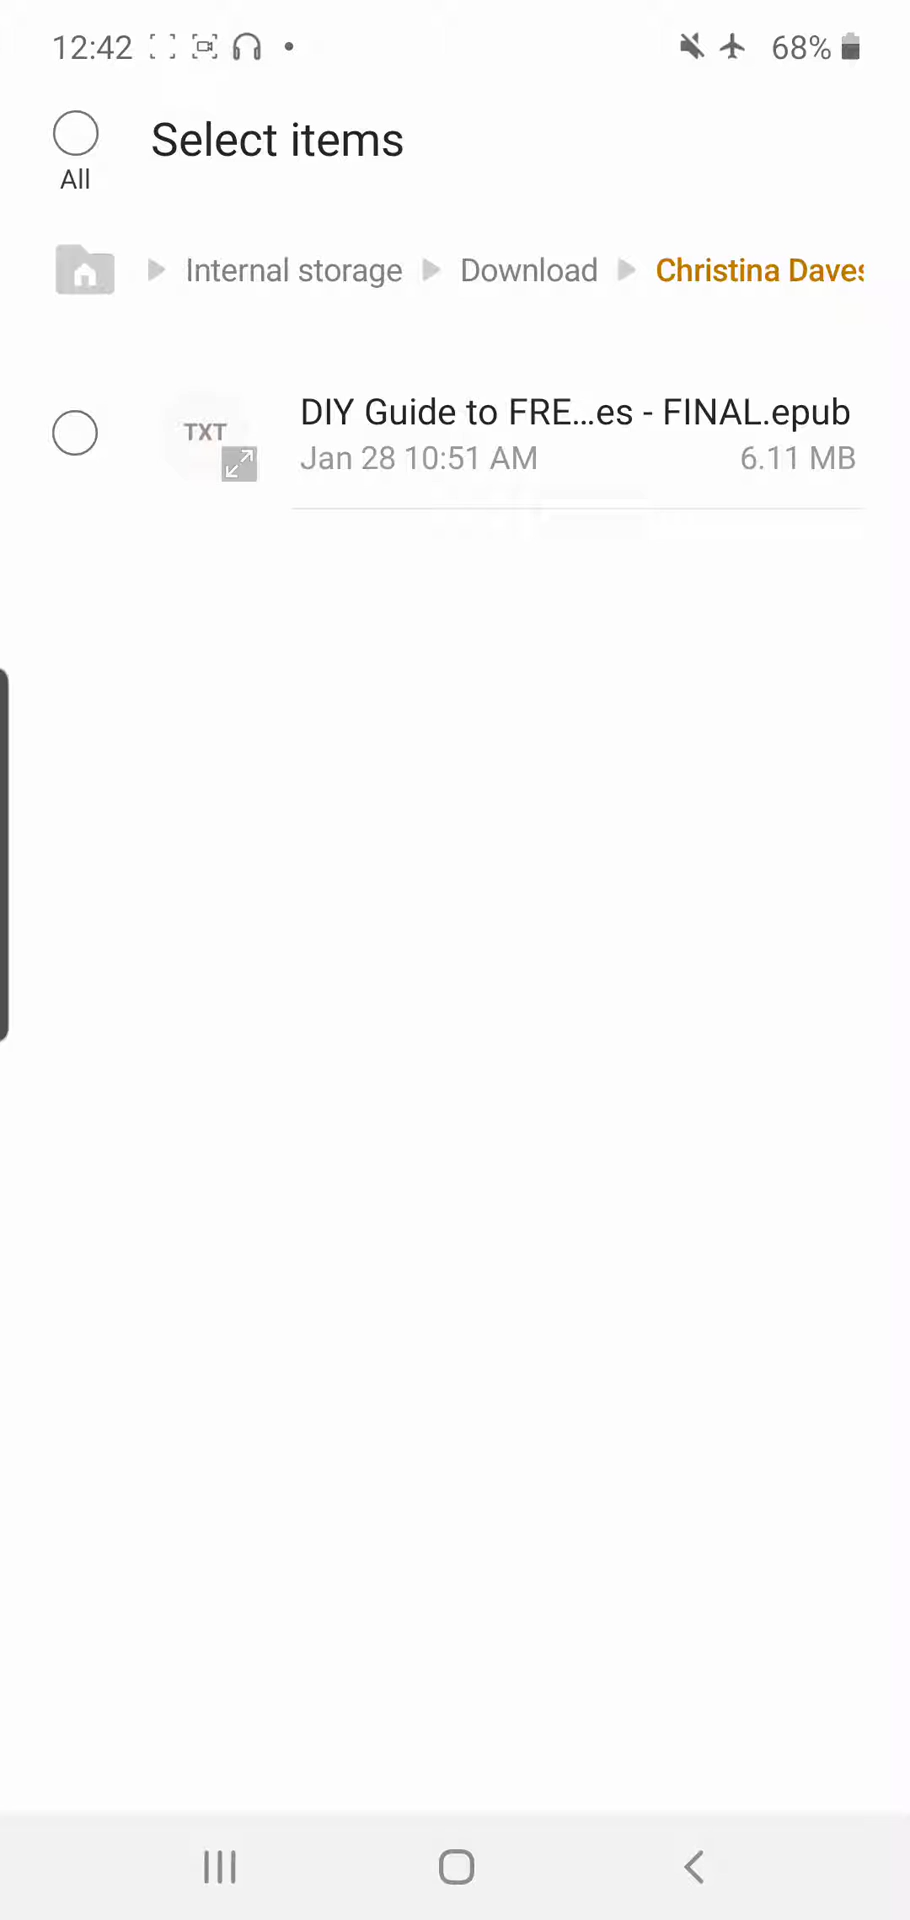 12:42 68%
Select items
All
Internal storage Download Christina Daves
DIY Guide to FRE...es - FINAL.epub
TXT
Jan 28 10:51 AM 6.11 MB